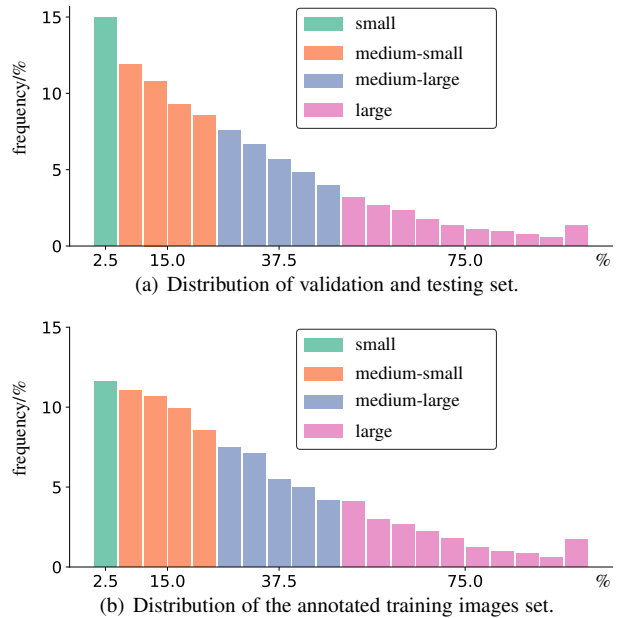 15
10
5
0
frequency/%
small
medium-small
medium-large
large
2.5 15.0 37.5 75.0 %
(a) Distribution of validation and testing set.
15
10
5
0
frequency/%
small
medium-small
medium-large
large
2.5 15.0 37.5 75.0 %
(b) Distribution of the annotated training images set.